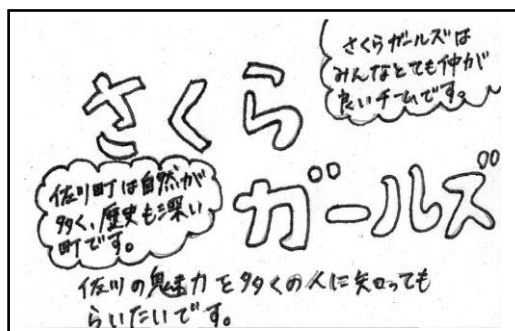 さくら
ガールズ
さくらガールズは
みんなとても仲が
良いチームです。
佐川町は自然が
多く、歴史も深い
町です。
佐川の魅力を多くの人に知っても
らいたいです。